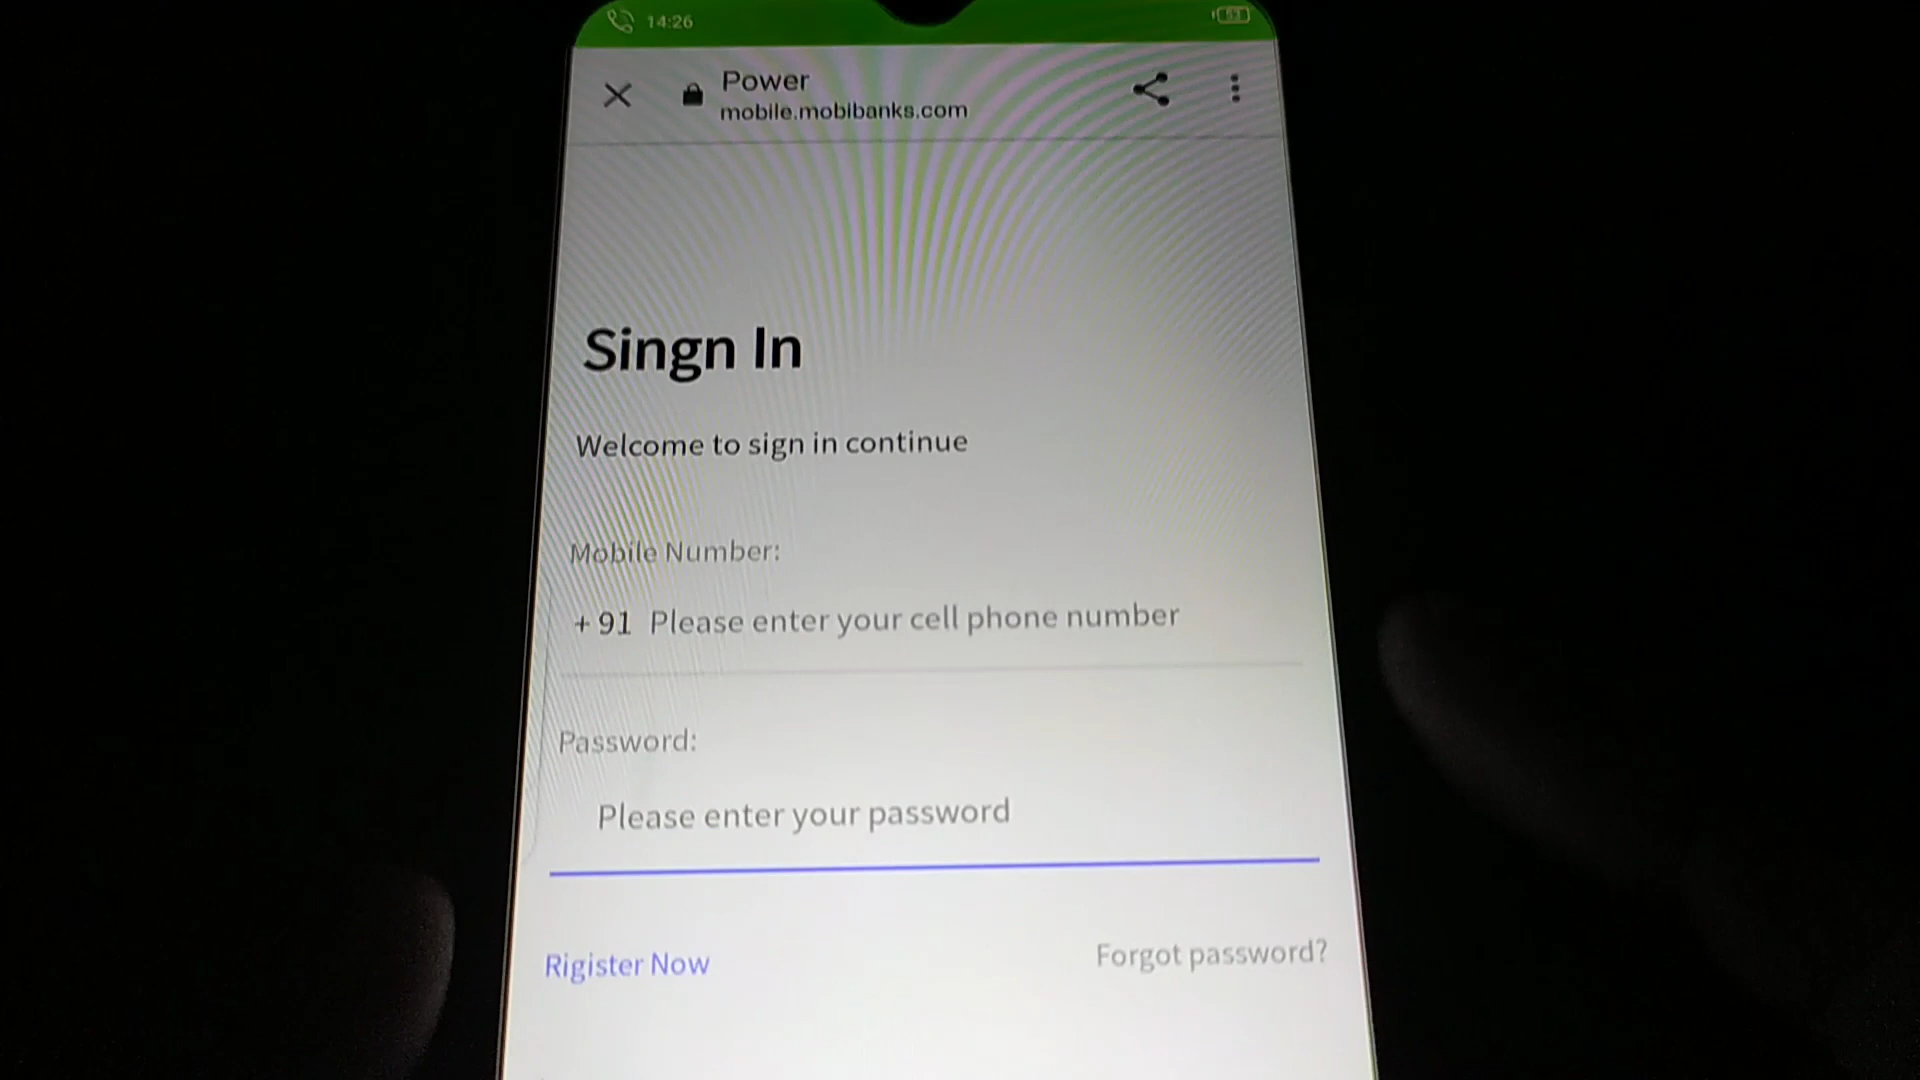 14:26
53
Power
mobile.mobibanks.com
Singn In
Welcome to sign in continue
Mobile Number:
+ 91 Please enter your cell phone number
Password:
Please enter your password
Rigister Now
Forgot password?